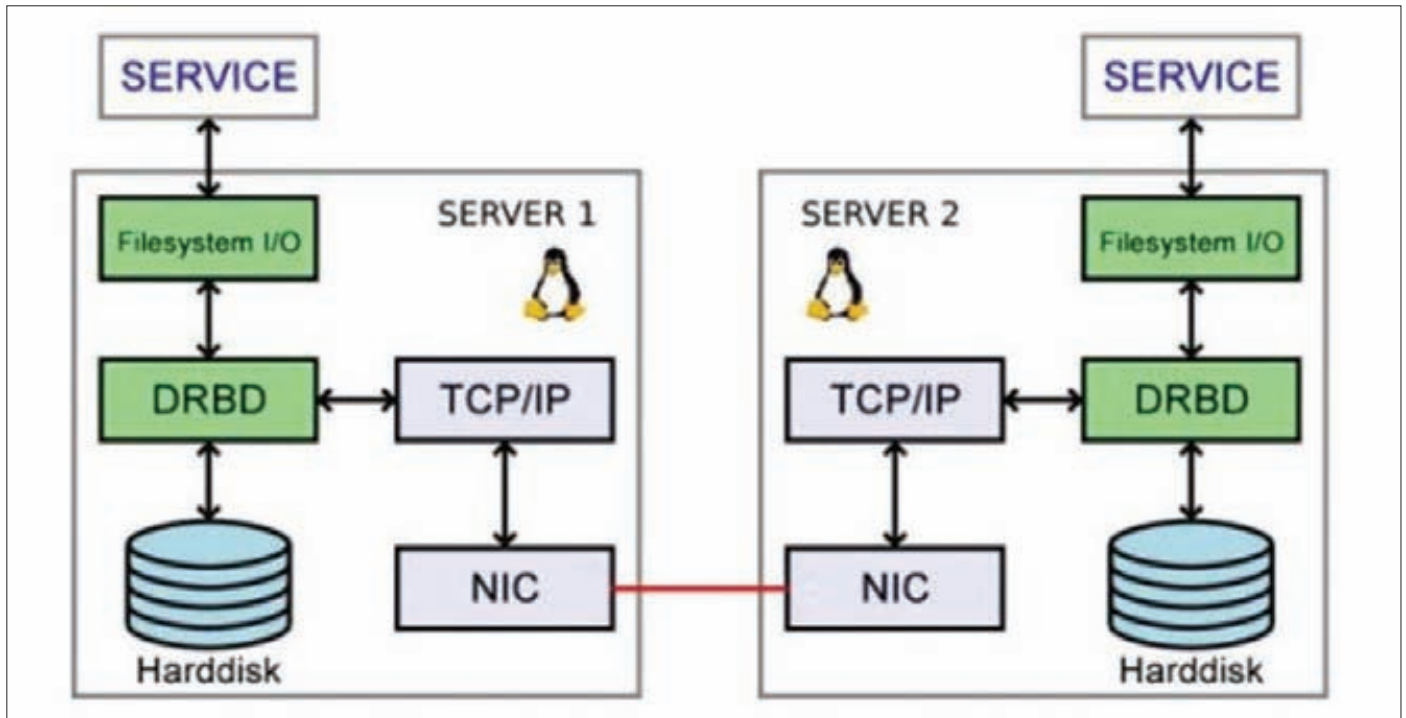 SERVICE
SERVICE
SERVER 1
SERVER 2
Filesystem I/O
Filesystem I/O
DRBD
TCP/IP
TCP/IP
DRBD
NIC
NIC
Harddisk
Harddisk